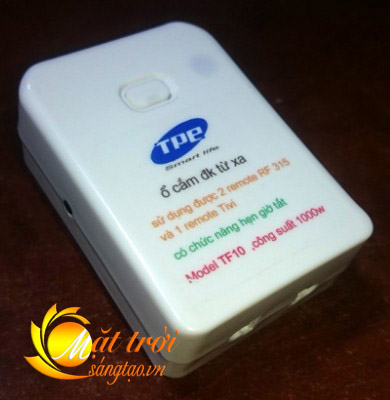 TPE
Smart life
ổ cắm đk từ xa
sử dụng được 2 remote RF 315
và 1 remote Tivi
có chức năng hẹn giờ tắt
Model TF10 ,công suất 1000w
Mặt trời
sángtạo.vn